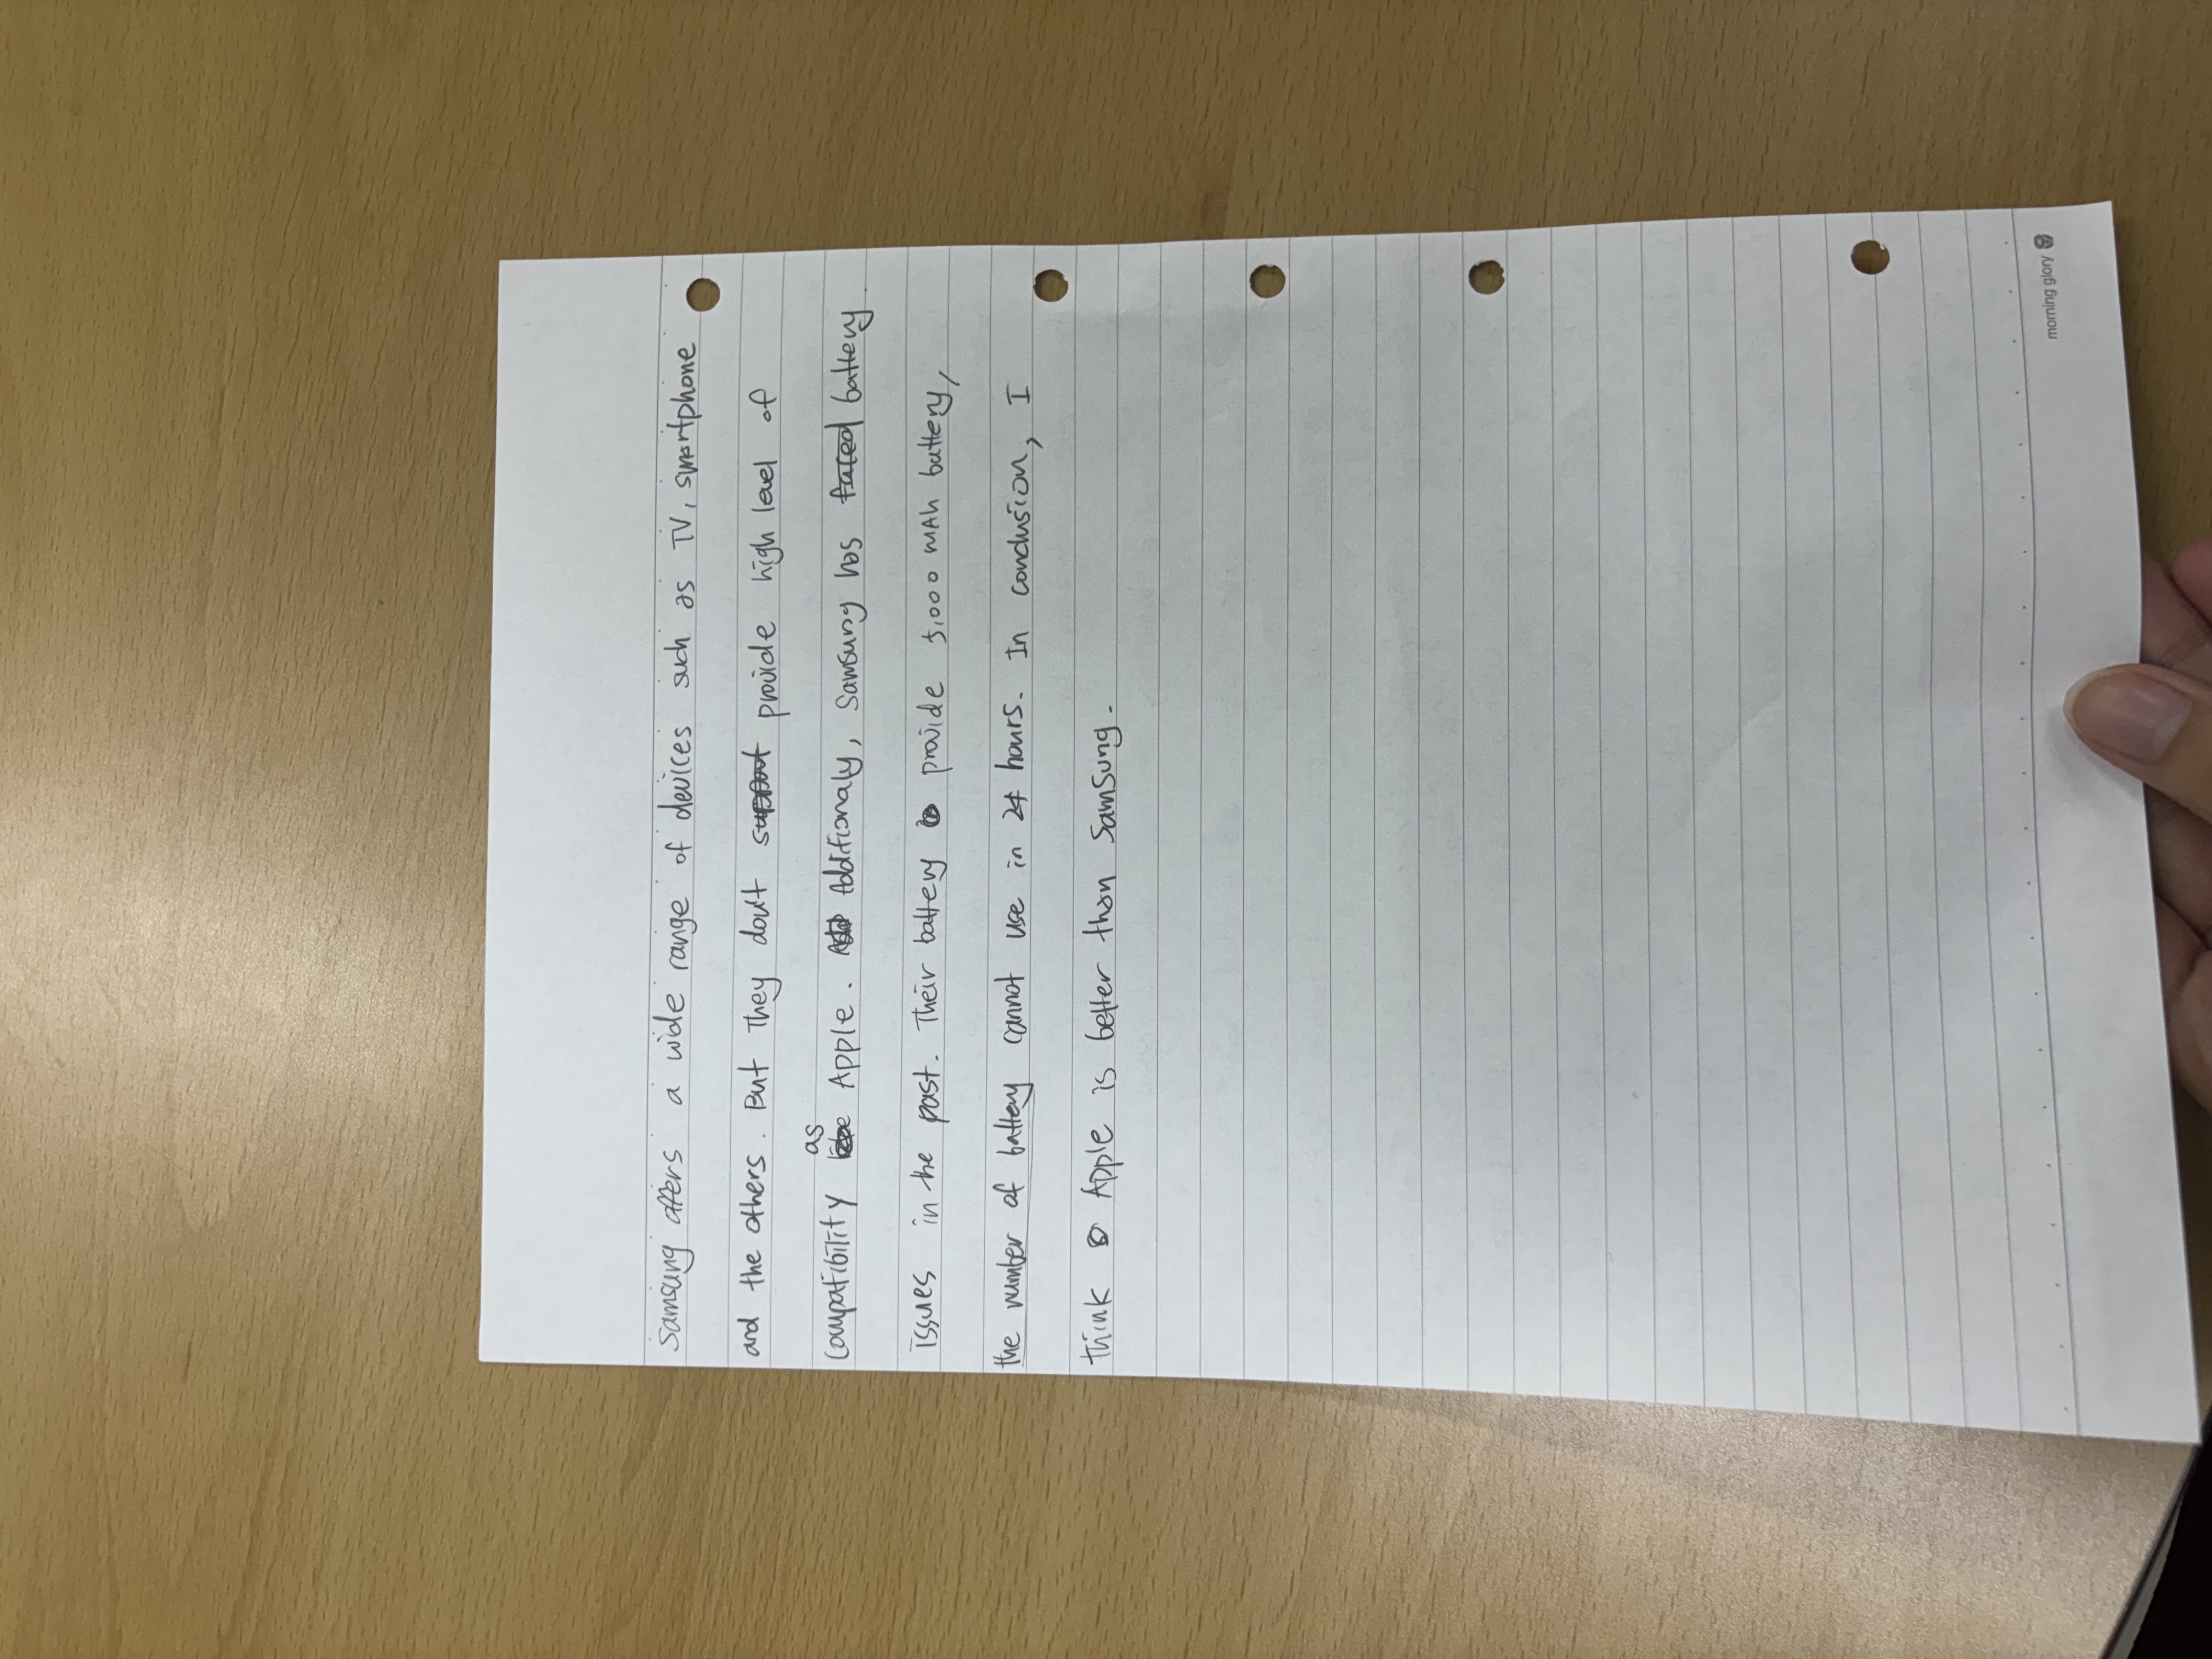 Samsung offers a wide range of devices such as TV, smartphone
and the others. But They don't support provide high level of
as
compatibility like Apple. Add Additionaly, Samsung has faced battery
issues in the past. Their battery provide 5,000 mAh battery,
the number of battery cannot use in 24 hours. In conclusion, I
think Apple is better than Samsung.
morning glory